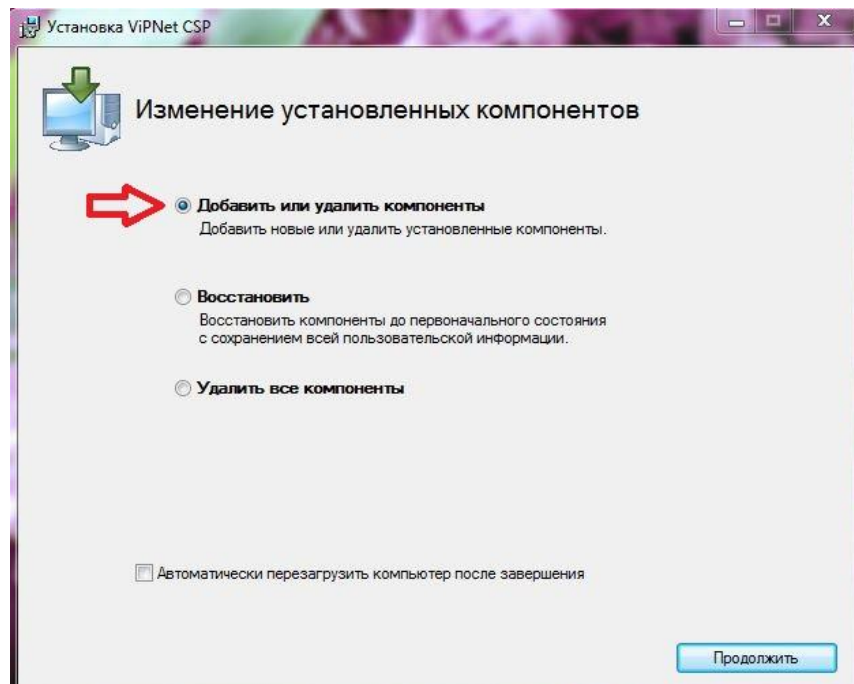 Установка ViPNet CSP
Изменение установленных компонентов
Добавить или удалить компоненты
Добавить новые или удалить установленные компоненты.
Восстановить
Восстановить компоненты до первоначального состояния
с сохранением всей пользовательской информации.
Удалить все компоненты
Автоматически перезагрузить компьютер после завершения
Продолжить